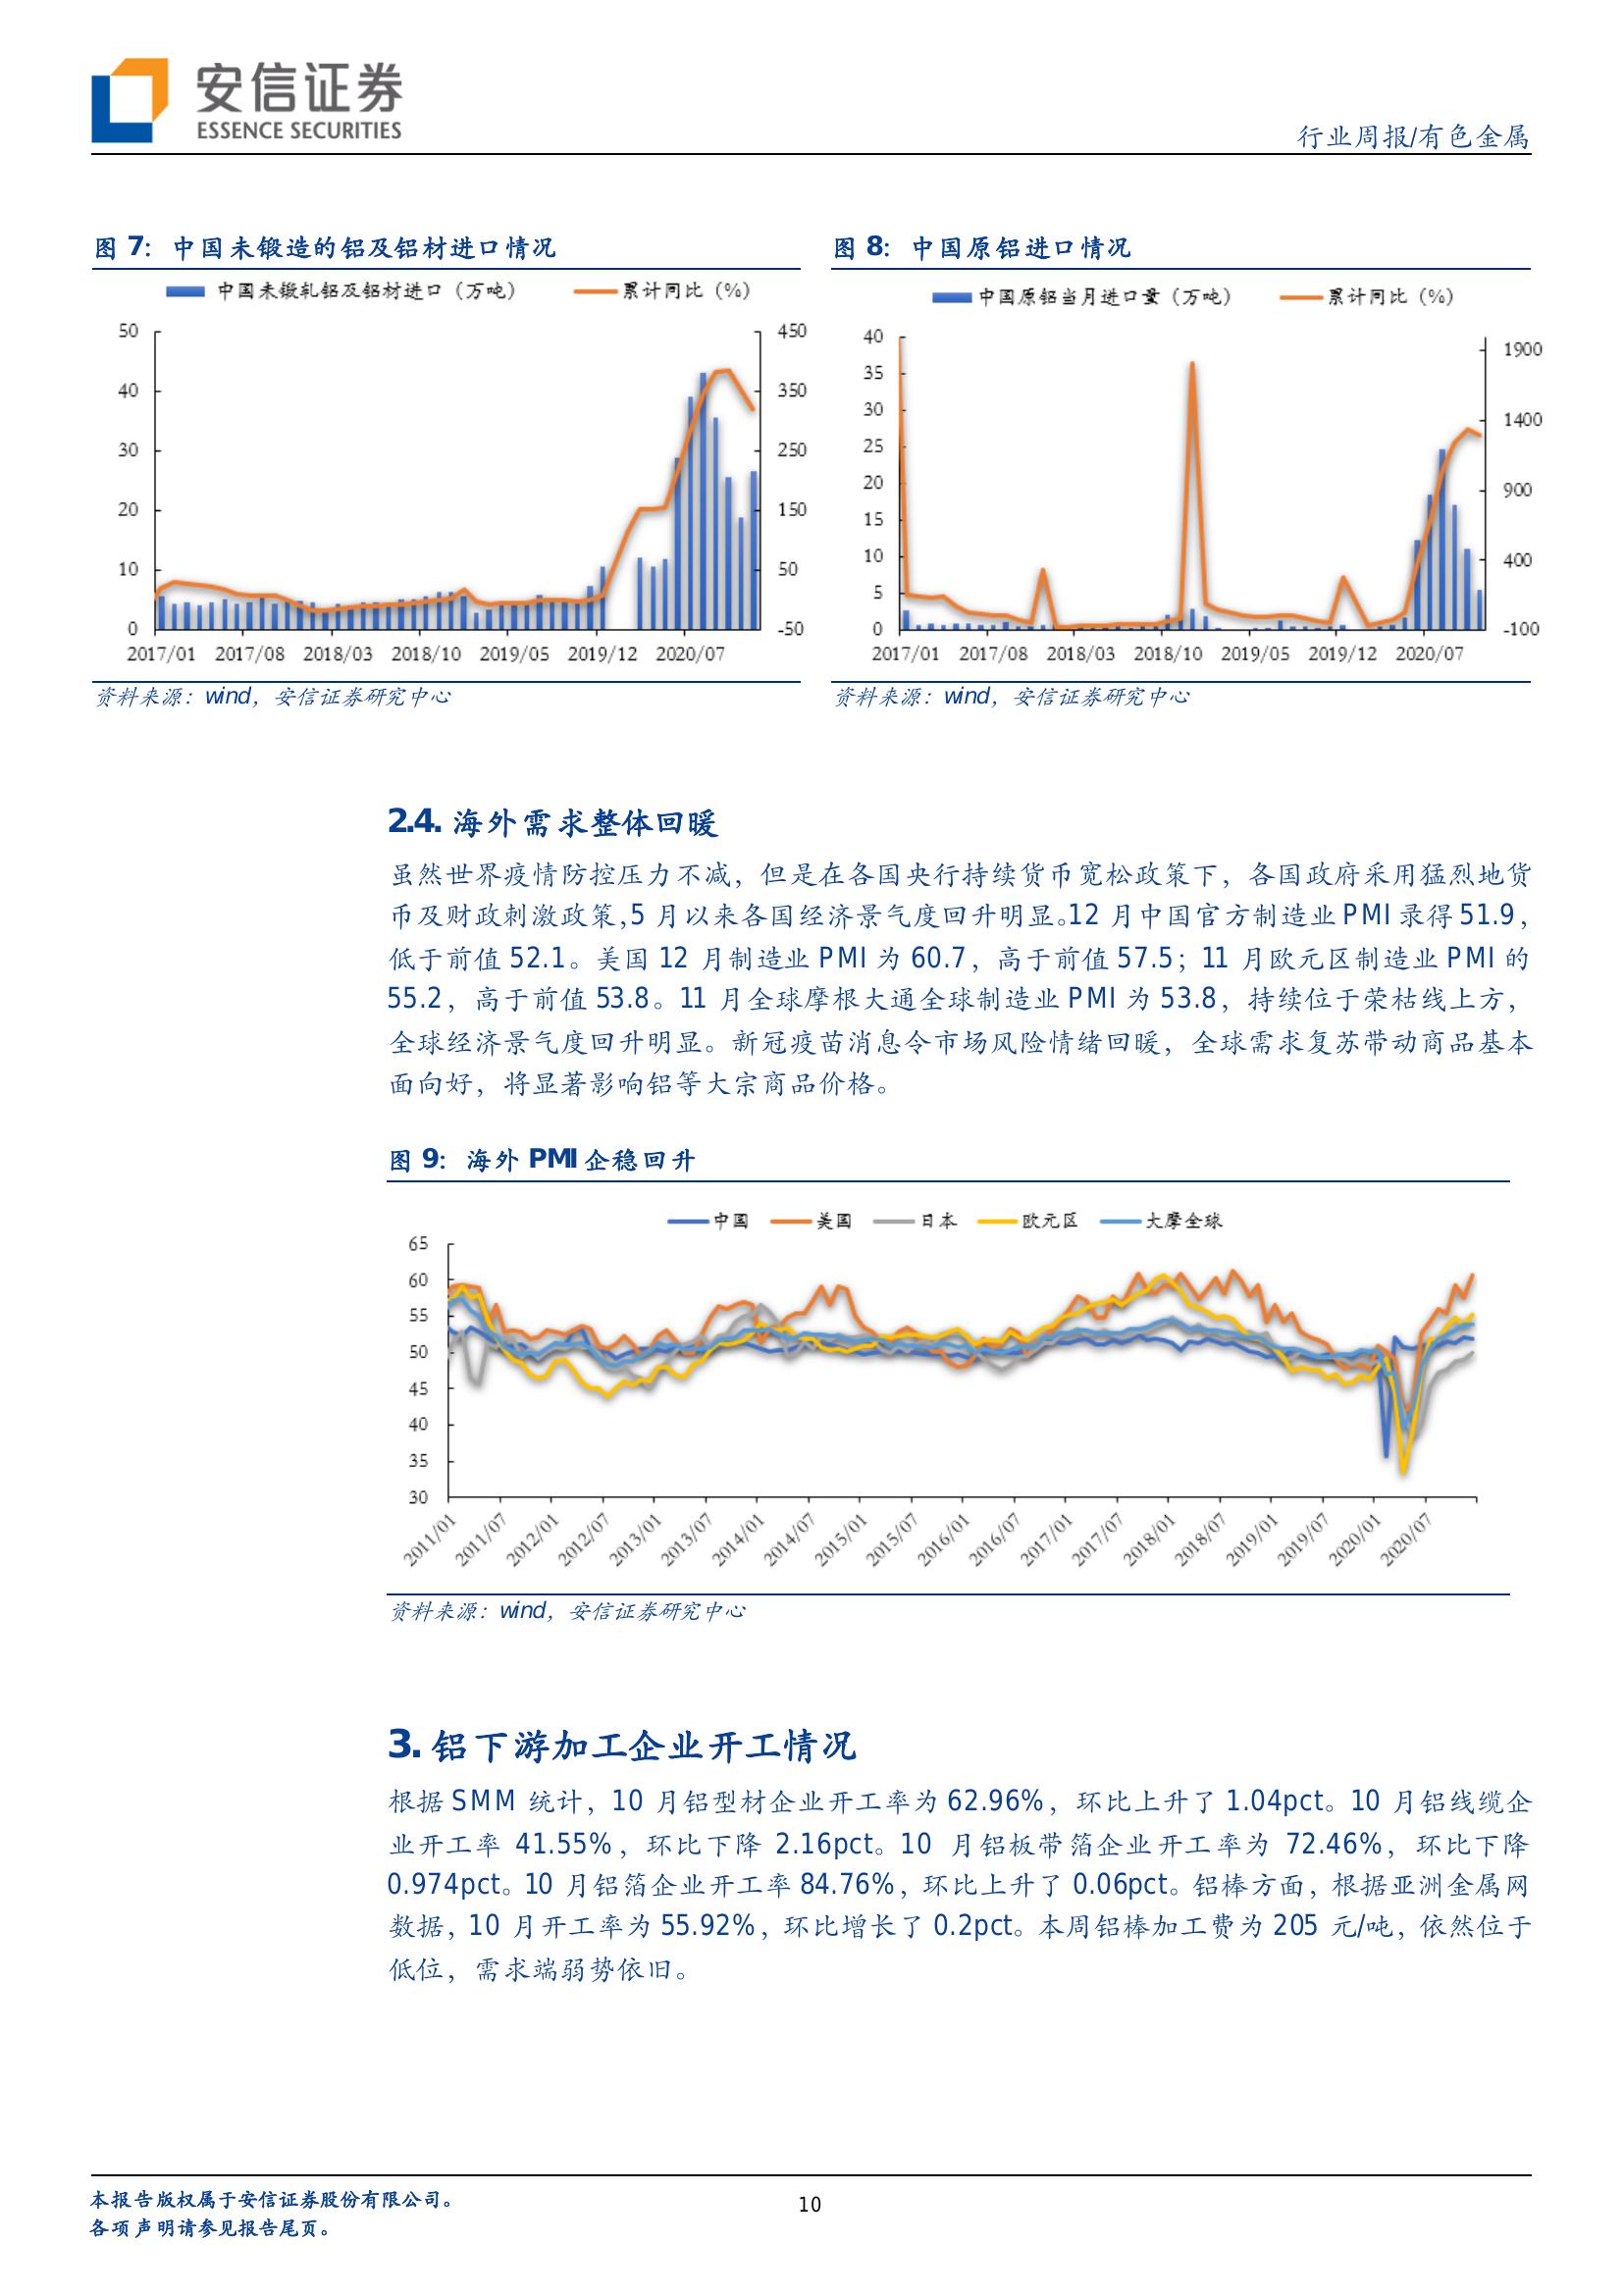 安信证券
ESSENCE SECURITIES
行业周报/有色金属
图 7：中国未锻造的铝及铝材进口情况
中国未锻轧铝及铝材进口（万吨） 累计同比（%）
50
40
30
20
10
0
450
350
250
150
50
-50
2017/01 2017/08 2018/03 2018/10 2019/05 2019/12 2020/07
资料来源：wind，安信证券研究中心
图 8：中国原铝进口情况
中国原铝当月进口量（万吨） 累计同比（%）
40
35
30
25
20
15
10
5
0
1900
1400
900
400
-100
2017/01 2017/08 2018/03 2018/10 2019/05 2019/12 2020/07
资料来源：wind，安信证券研究中心
2.4. 海外需求整体回暖
虽然世界疫情防控压力不减，但是在各国央行持续货币宽松政策下，各国政府采用猛烈地货
币及财政刺激政策，5 月以来各国经济景气度回升明显。12 月中国官方制造业 PMI 录得 51.9，
低于前值 52.1。美国 12 月制造业 PMI 为 60.7，高于前值 57.5；11 月欧元区制造业 PMI 的
55.2，高于前值 53.8。11 月全球摩根大通全球制造业 PMI 为 53.8，持续位于荣枯线上方，
全球经济景气度回升明显。新冠疫苗消息令市场风险情绪回暖，全球需求复苏带动商品基本
面向好，将显著影响铝等大宗商品价格。
图 9：海外 PMI 企稳回升
中国 美国 日本 欧元区 大摩全球
65
60
55
50
45
40
35
30
2011/01 2011/07 2012/01 2012/07 2013/01 2013/07 2014/01 2014/07 2015/01 2015/07 2016/01 2016/07 2017/01 2017/07 2018/01 2018/07 2019/01 2019/07 2020/01 2020/07
资料来源：wind，安信证券研究中心
3. 铝下游加工企业开工情况
根据 SMM 统计，10 月铝型材企业开工率为 62.96%，环比上升了 1.04pct。10 月铝线缆企
业开工率 41.55%，环比下降 2.16pct。10 月铝板带箔企业开工率为 72.46%，环比下降
0.974pct。10 月铝箔企业开工率 84.76%，环比上升了 0.06pct。铝棒方面，根据亚洲金属网
数据，10 月开工率为 55.92%，环比增长了 0.2pct。本周铝棒加工费为 205 元/吨，依然位于
低位，需求端弱势依旧。
本报告版权属于安信证券股份有限公司。
各项声明请参见报告尾页。
10